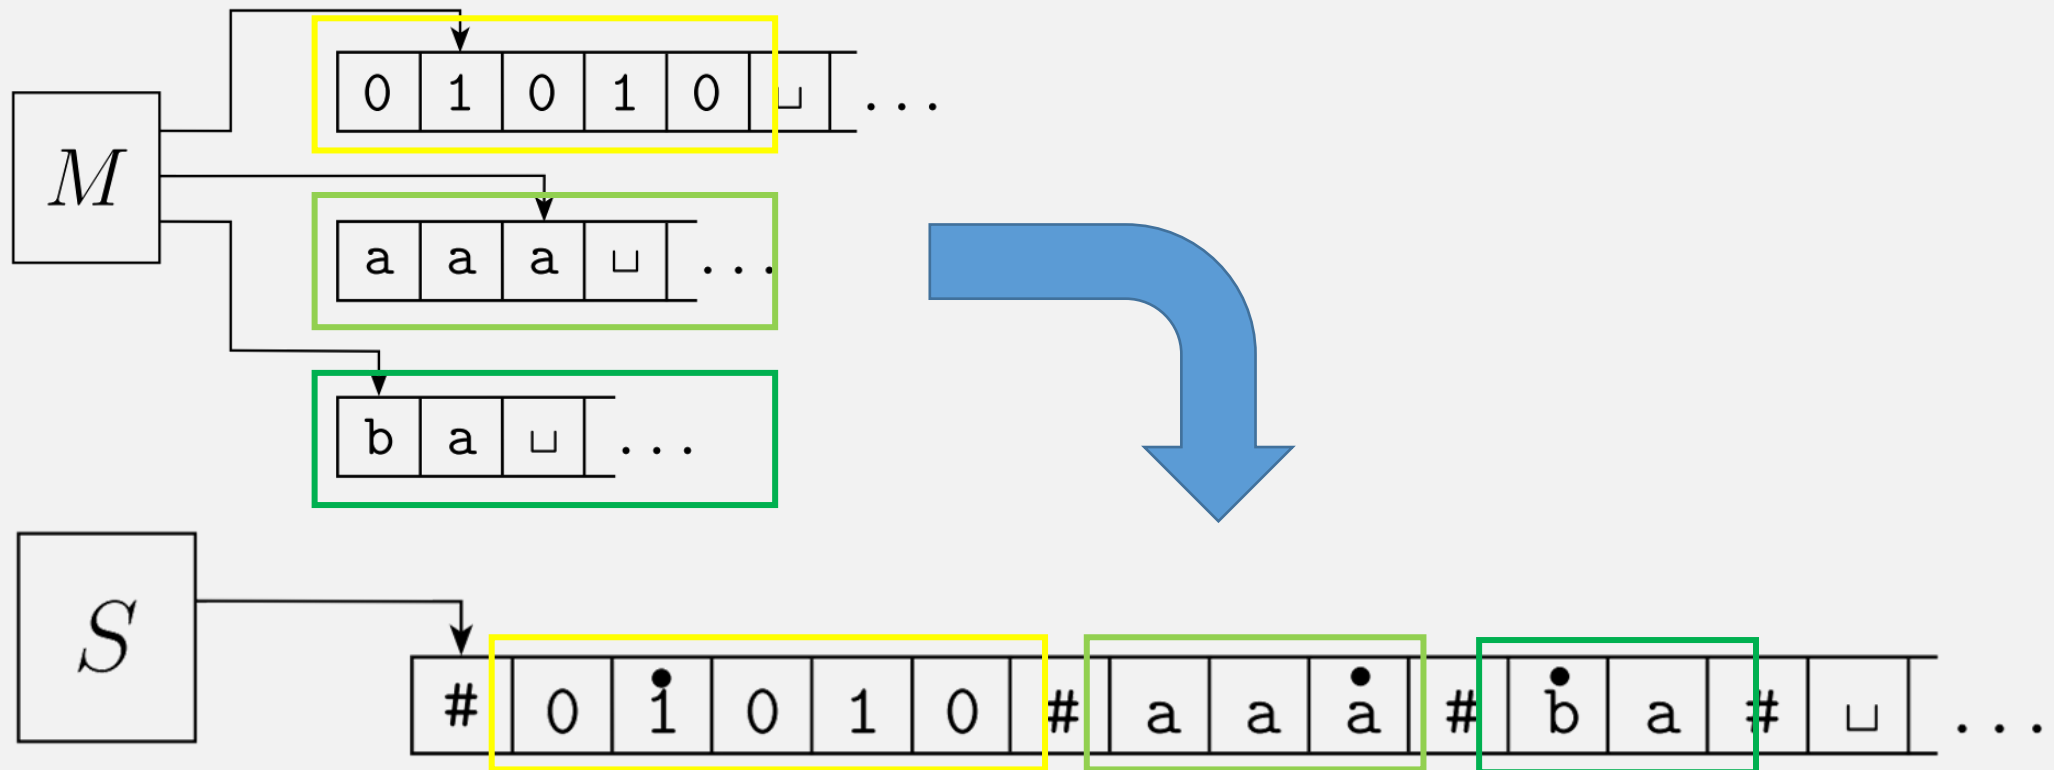 0 1 0 1 0 ␣ ...
M
a a a ␣ ...
b a ␣ ...
S
# 0 1̇ 0 1 0 # a a ȧ # ḃ a # ␣ ...